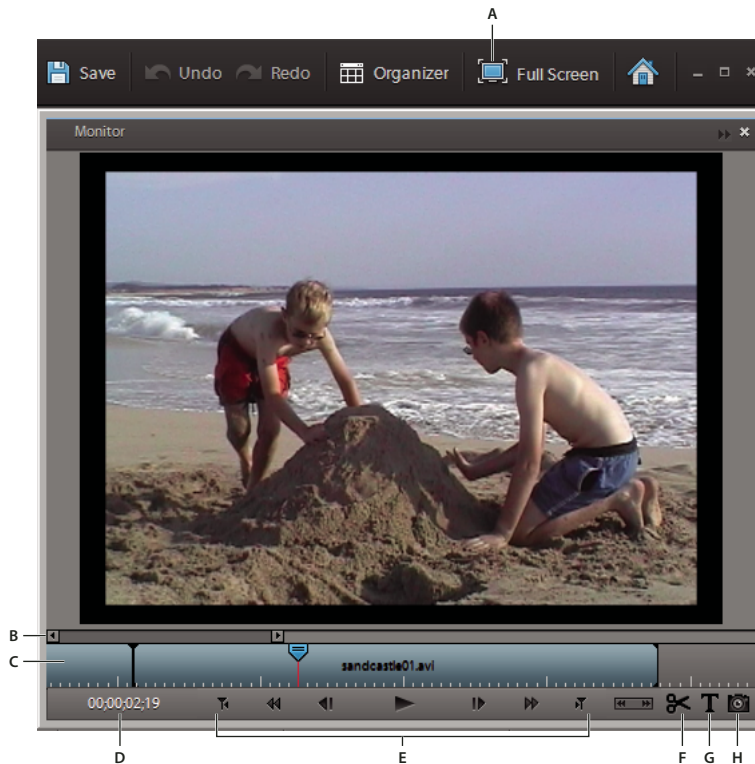 A
Save Undo Redo Organizer Full Screen
Monitor
B
C
sandcastle01.avi
00;00;02;19
T
D E F G H